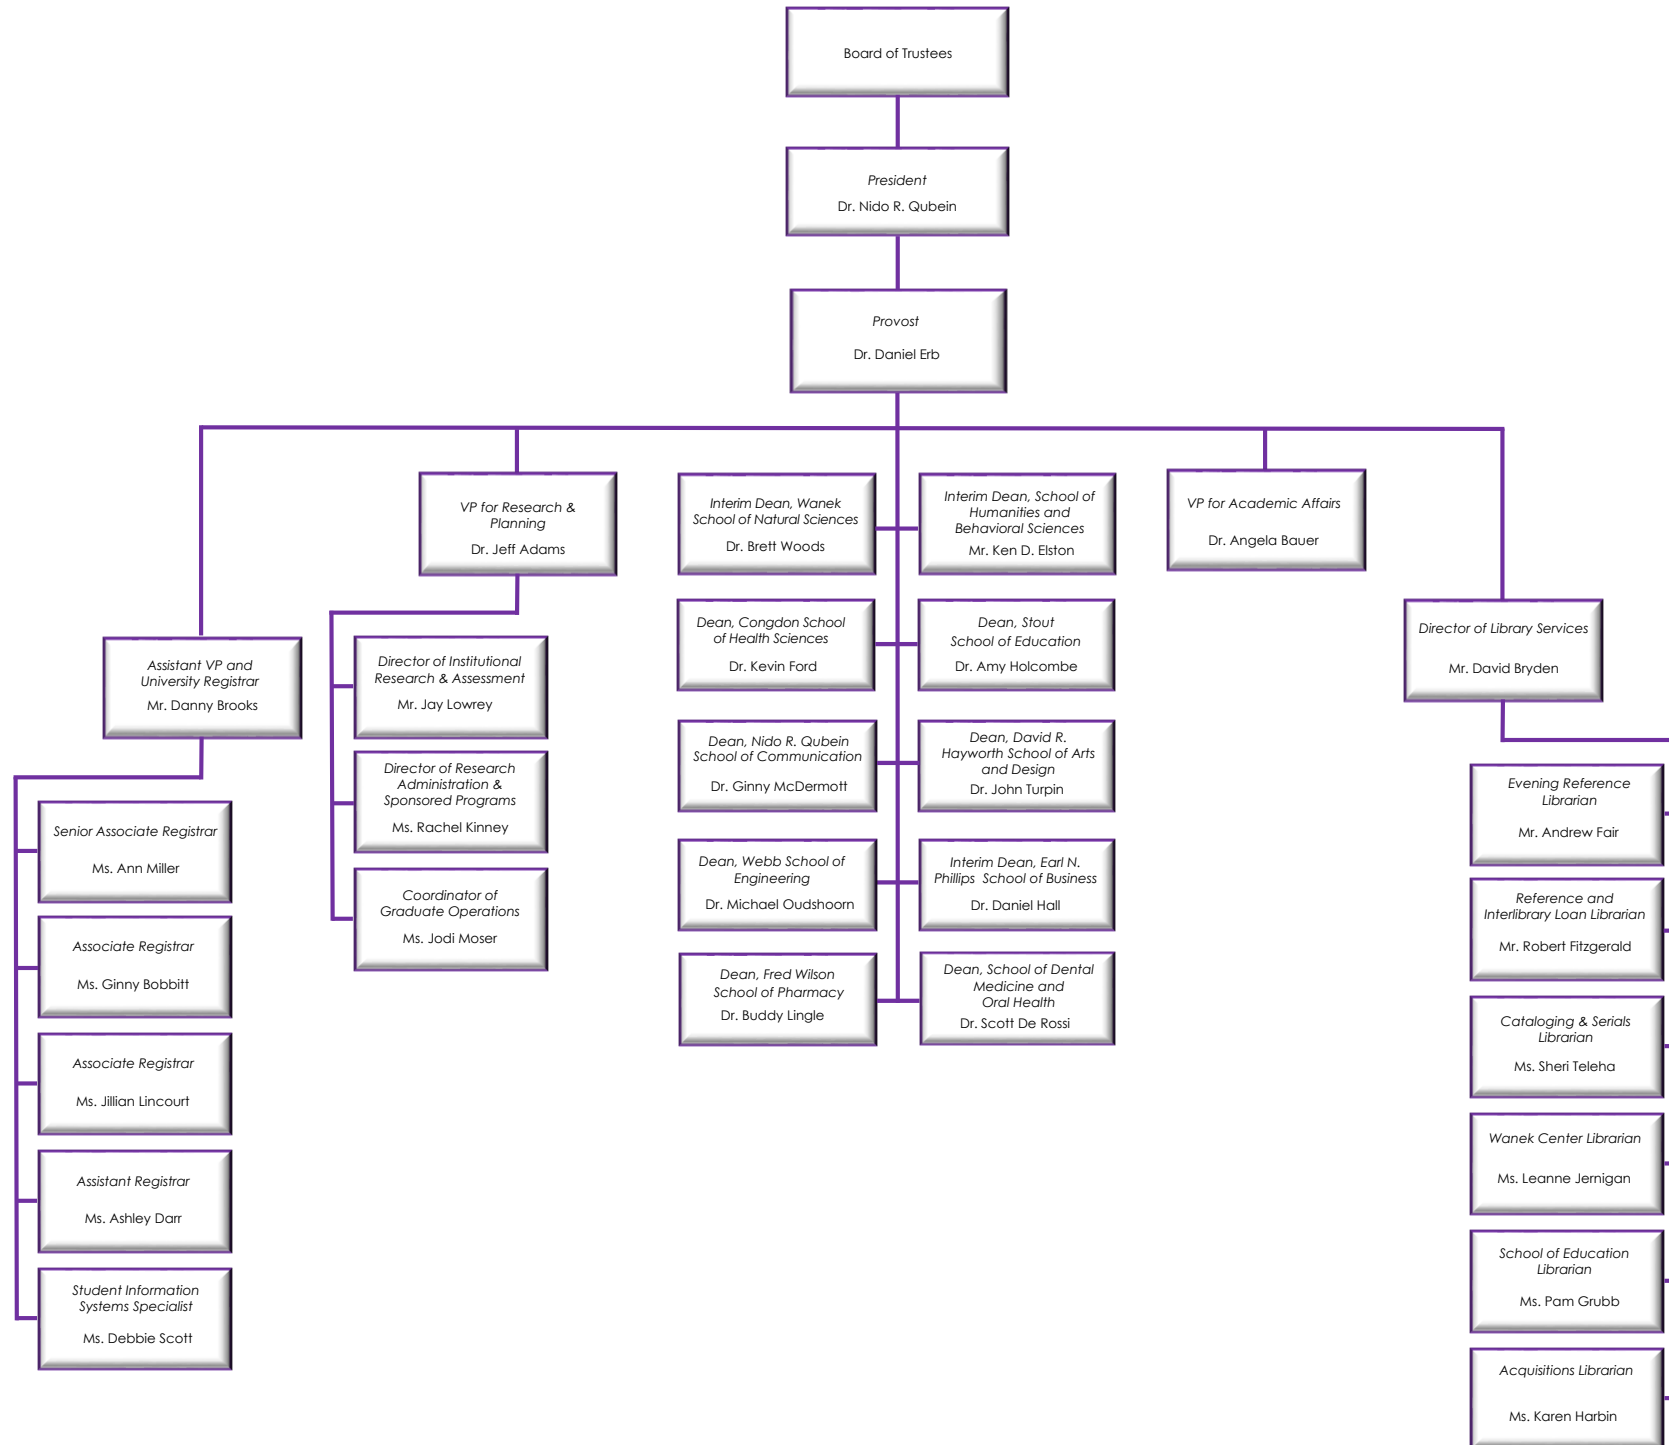 Board of Trustees
President
Dr. Nido R. Qubein
Provost
Dr. Daniel Erb
Assistant VP and
University Registrar
Mr. Danny Brooks
Senior Associate Registrar
Ms. Ann Miller
Associate Registrar
Ms. Ginny Bobbitt
Associate Registrar
Ms. Jillian Lincourt
Assistant Registrar
Ms. Ashley Darr
Student Information
Systems Specialist
Ms. Debbie Scott
VP for Research &
Planning
Dr. Jeff Adams
Director of Institutional
Research & Assessment
Mr. Jay Lowrey
Director of Research
Administration &
Sponsored Programs
Ms. Rachel Kinney
Coordinator of
Graduate Operations
Ms. Jodi Moser
Interim Dean, Wanek
School of Natural Sciences
Dr. Brett Woods
Interim Dean, School of
Humanities and
Behavioral Sciences
Mr. Ken D. Elston
Dean, Congdon School
of Health Sciences
Dr. Kevin Ford
Dean, Stout
School of Education
Dr. Amy Holcombe
Dean, Nido R. Qubein
School of Communication
Dr. Ginny McDermott
Dean, David R.
Hayworth School of Arts
and Design
Dr. John Turpin
Dean, Webb School of
Engineering
Dr. Michael Oudshoorn
Interim Dean, Earl N.
Phillips School of Business
Dr. Daniel Hall
Dean, Fred Wilson
School of Pharmacy
Dr. Buddy Lingle
Dean, School of Dental
Medicine and
Oral Health
Dr. Scott De Rossi
VP for Academic Affairs
Dr. Angela Bauer
Director of Library Services
Mr. David Bryden
Evening Reference
Librarian
Mr. Andrew Fair
Reference and
Interlibrary Loan Librarian
Mr. Robert Fitzgerald
Cataloging & Serials
Librarian
Ms. Sheri Teleha
Wanek Center Librarian
Ms. Leanne Jernigan
School of Education
Librarian
Ms. Pam Grubb
Acquisitions Librarian
Ms. Karen Harbin